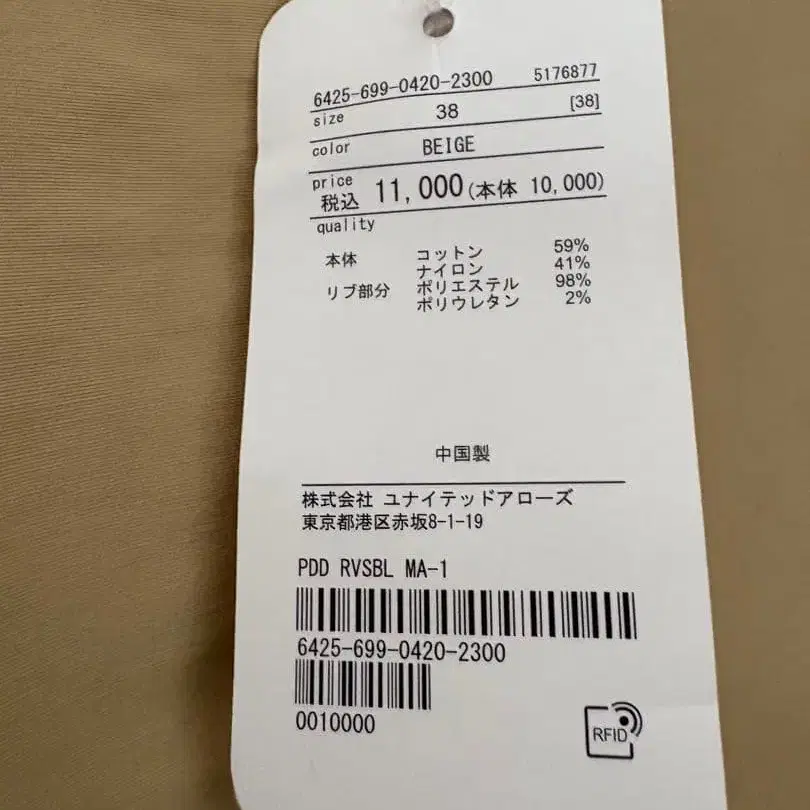 6425-699-0420-2300 5176877
size 38 [38]
color BEIGE
price
税込 11,000(本体 10,000)
quality
本体 コットン 59%
ナイロン 41%
リブ部分 ポリエステル 98%
ポリウレタン 2%
中国製
株式会社 ユナイテッドアローズ
東京都港区赤坂8-1-19
PDD RVSBL MA-1
6425-699-0420-2300
0010000
RFID